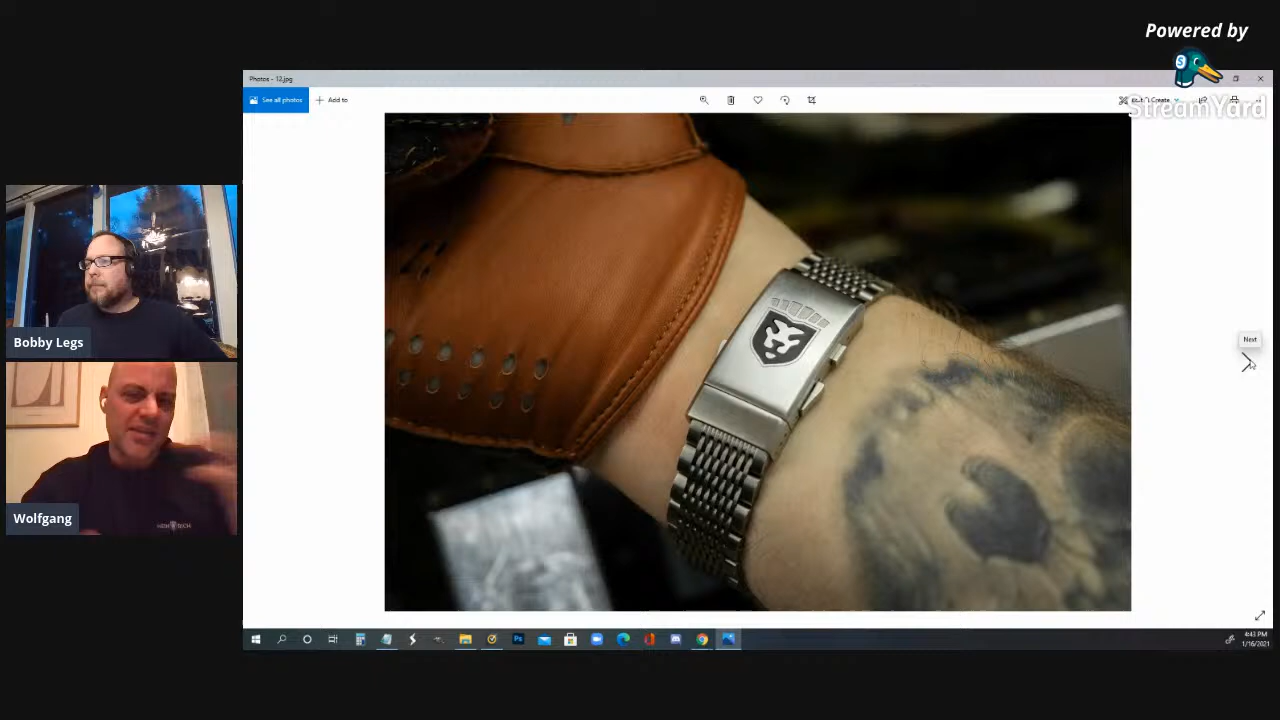 Powered by
StreamYard
Photos - 12.jpg
See all photos
Add to
Create
Next
Bobby Legs
Wolfgang
4:43 PM
1/16/2021